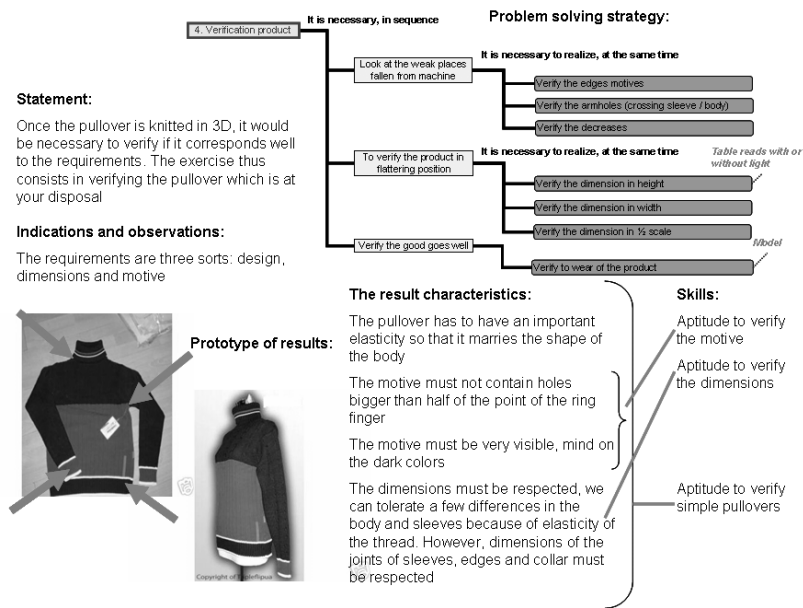 Problem solving strategy:
4. Verification product
It is necessary, in sequence
Look at the weak places
fallen from machine
It is necessary to realize, at the same time
Verify the edges motives
Verify the armholes (crossing sleeve / body)
Verify the decreases
To verify the product in
flattering position
It is necessary to realize, at the same time
Table reads with or
without light
Verify the dimension in height
Verify the dimension in width
Verify the dimension in ½ scale
Verify the good goes well
Model
Verify to wear of the product
Statement:
Once the pullover is knitted in 3D, it would
be necessary to verify if it corresponds well
to the requirements. The exercise thus
consists in verifying the pullover which is at
your disposal
Indications and observations:
The requirements are three sorts: design,
dimensions and motive
Prototype of results:
Copyright of
The result characteristics:
The pullover has to have an important
elasticity so that it marries the shape of
the body
The motive must not contain holes
bigger than half of the point of the ring
finger
The motive must be very visible, mind on
the dark colors
The dimensions must be respected, we
can tolerate a few differences in the
body and sleeves because of elasticity of
the thread. However, dimensions of the
joints of sleeves, edges and collar must
be respected
Skills:
Aptitude to verify
the motive
Aptitude to verify
the dimensions
Aptitude to verify
simple pullovers